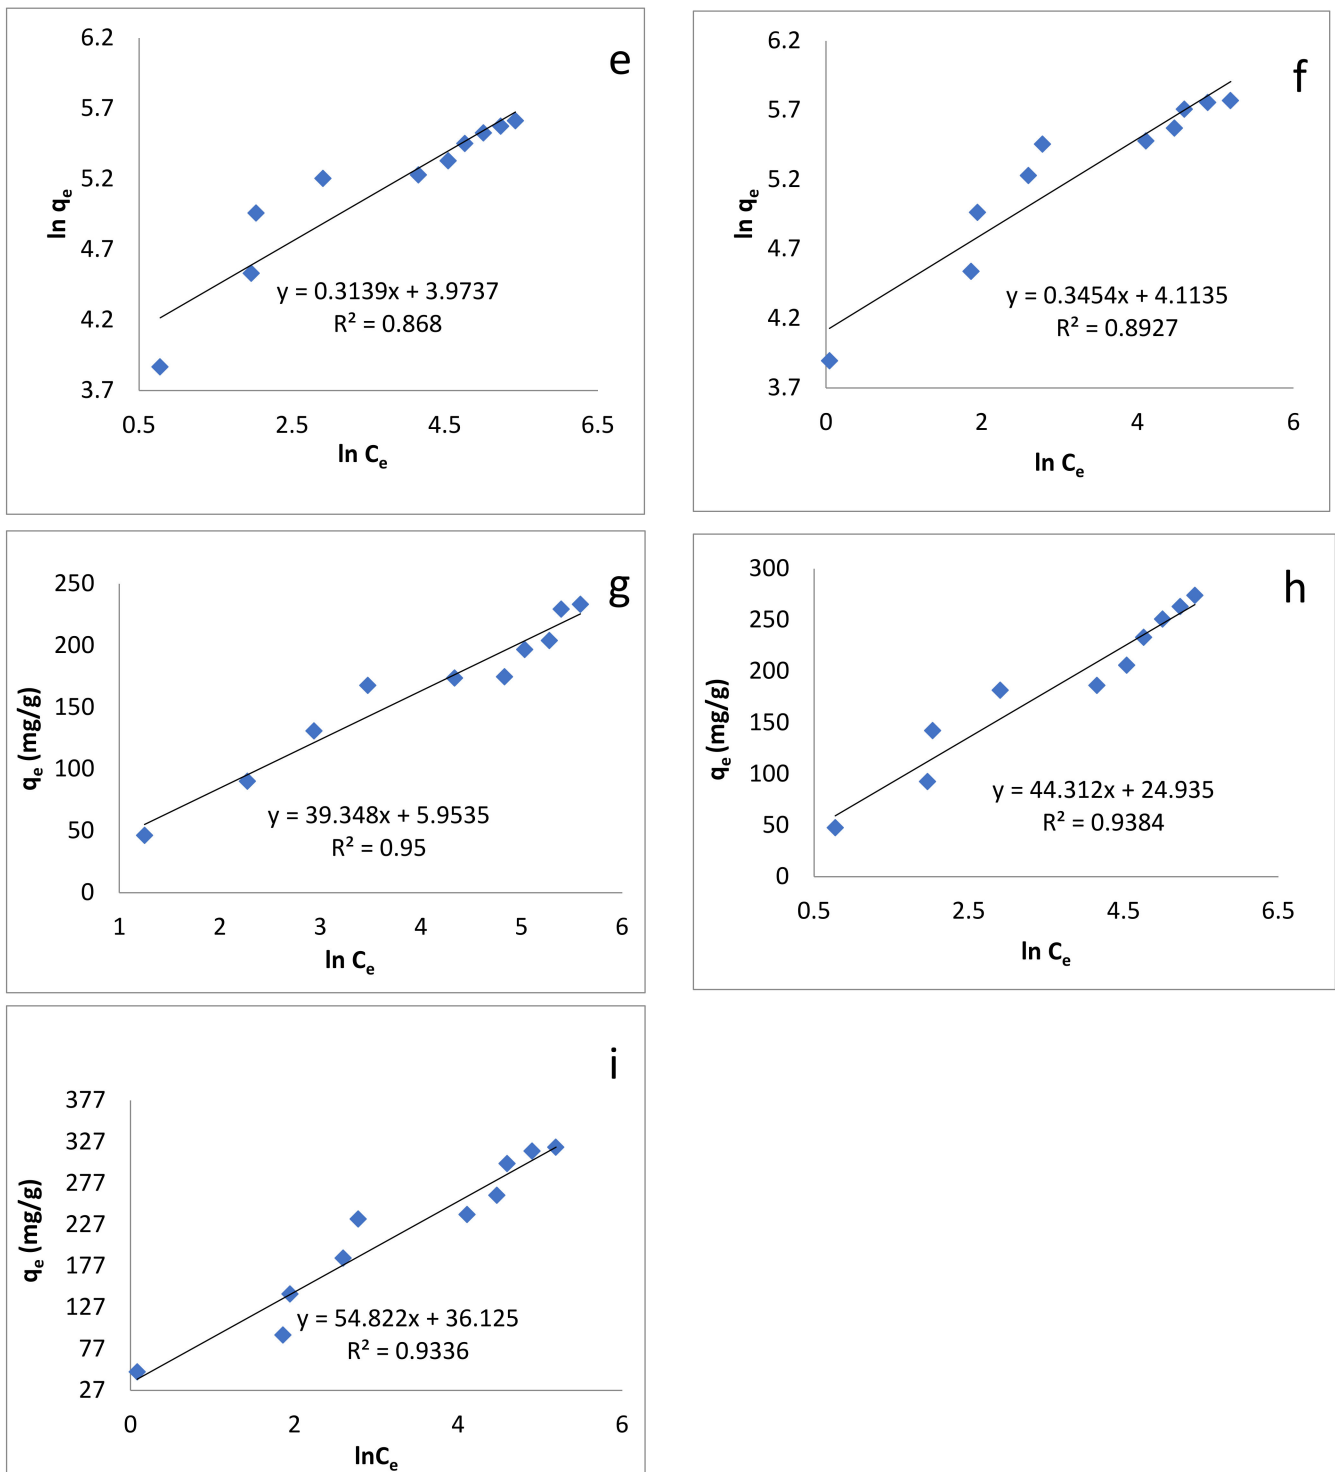 e
6.2
5.7
5.2
4.7
4.2
3.7
ln qₑ
y = 0.3139x + 3.9737
R² = 0.868
0.5 2.5 4.5 6.5
ln Cₑ
f
6.2
5.7
5.2
4.7
4.2
3.7
ln qₑ
y = 0.3454x + 4.1135
R² = 0.8927
0 2 4 6
ln Cₑ
g
250
200
150
100
50
0
qₑ (mg/g)
y = 39.348x + 5.9535
R² = 0.95
1 2 3 4 5 6
ln Cₑ
h
300
250
200
150
100
50
0
qₑ (mg/g)
y = 44.312x + 24.935
R² = 0.9384
0.5 2.5 4.5 6.5
ln Cₑ
i
377
327
277
227
177
127
77
27
qₑ (mg/g)
y = 54.822x + 36.125
R² = 0.9336
0 2 4 6
lnCₑ